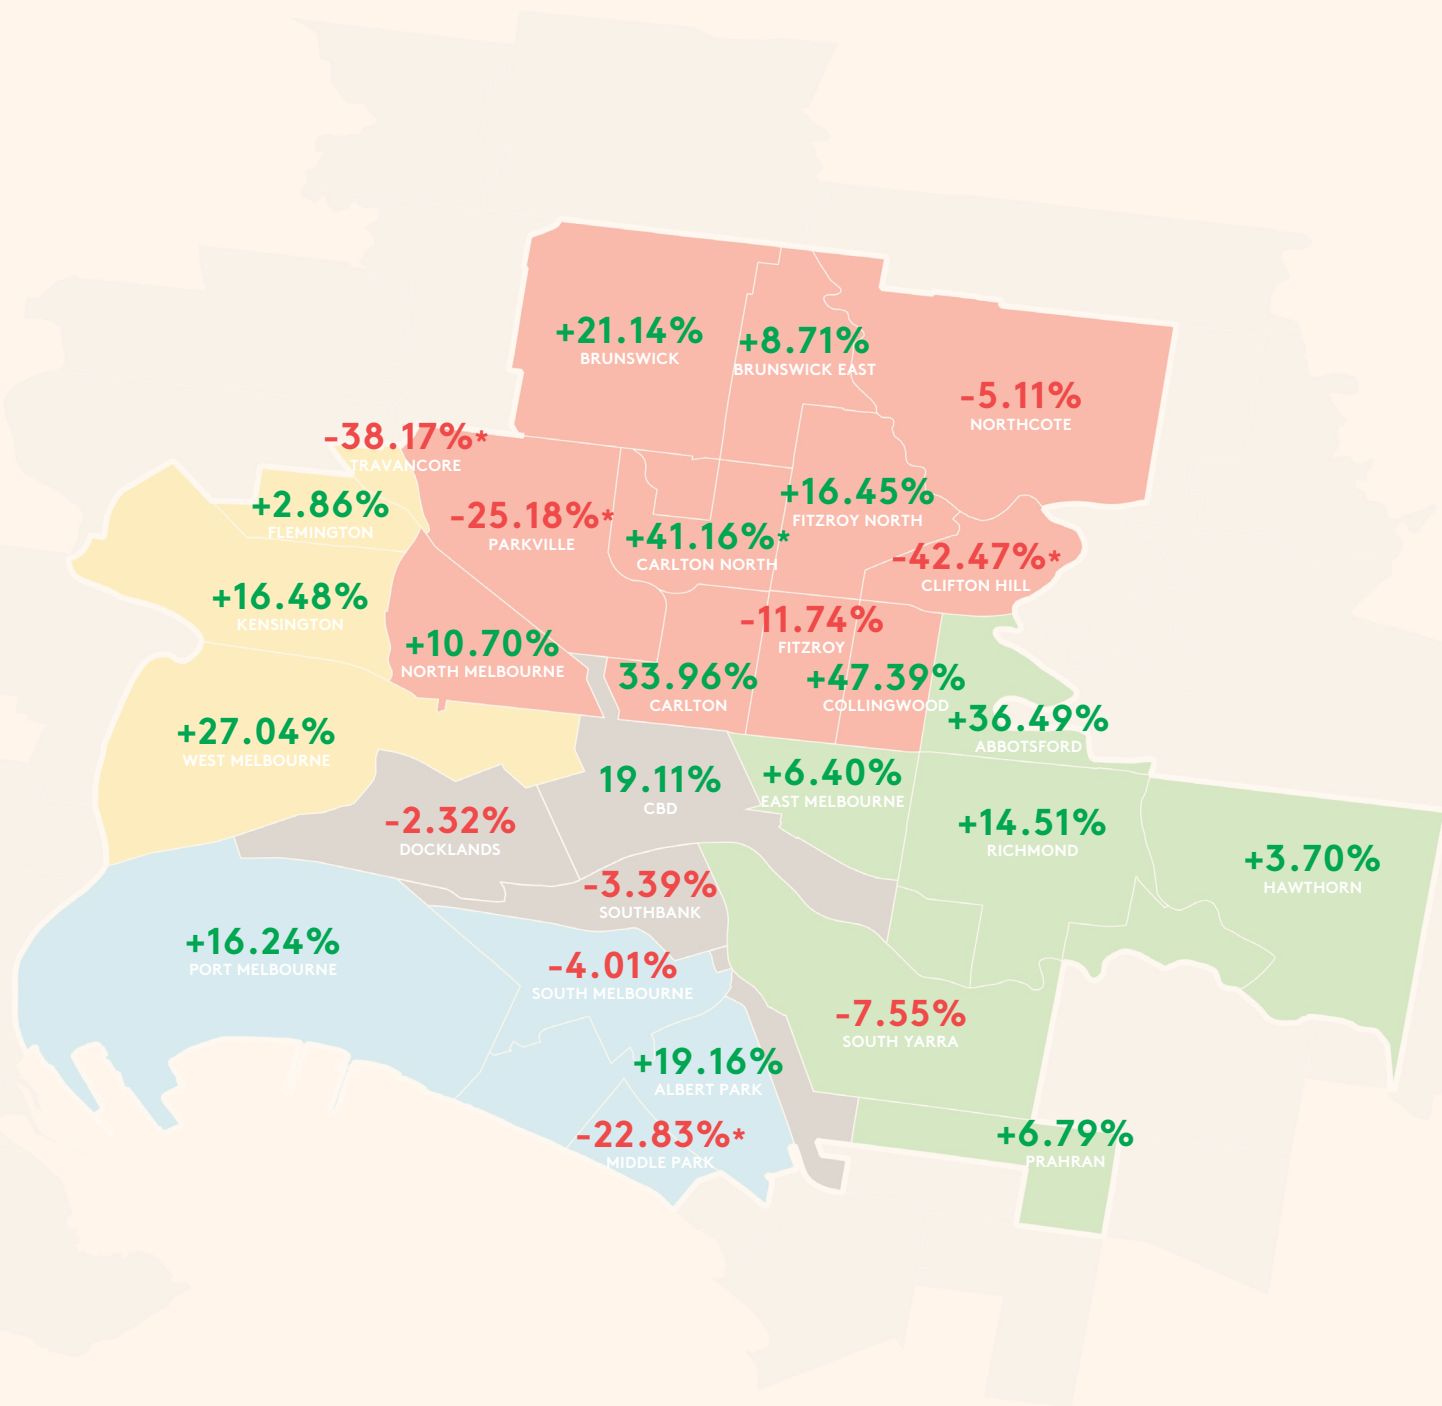 +21.14%
BRUNSWICK
+8.71%
BRUNSWICK EAST
-5.11%
NORTHCOTE
-38.17%*
TRAVANCORE
+2.86%
FLEMINGTON
-25.18%*
PARKVILLE
+41.16%*
CARLTON NORTH
+16.45%
FITZROY NORTH
-42.47%*
CLIFTON HILL
+16.48%
KENSINGTON
+10.70%
NORTH MELBOURNE
33.96%
CARLTON
-11.74%
FITZROY
+47.39%
COLLINGWOOD
+36.49%
ABBOTSFORD
+27.04%
WEST MELBOURNE
-2.32%
DOCKLANDS
19.11%
CBD
+6.40%
EAST MELBOURNE
+14.51%
RICHMOND
+3.70%
HAWTHORN
-3.39%
SOUTHBANK
+16.24%
PORT MELBOURNE
-4.01%
SOUTH MELBOURNE
-7.55%
SOUTH YARRA
+19.16%
ALBERT PARK
-22.83%*
MIDDLE PARK
+6.79%
PRAHRAN